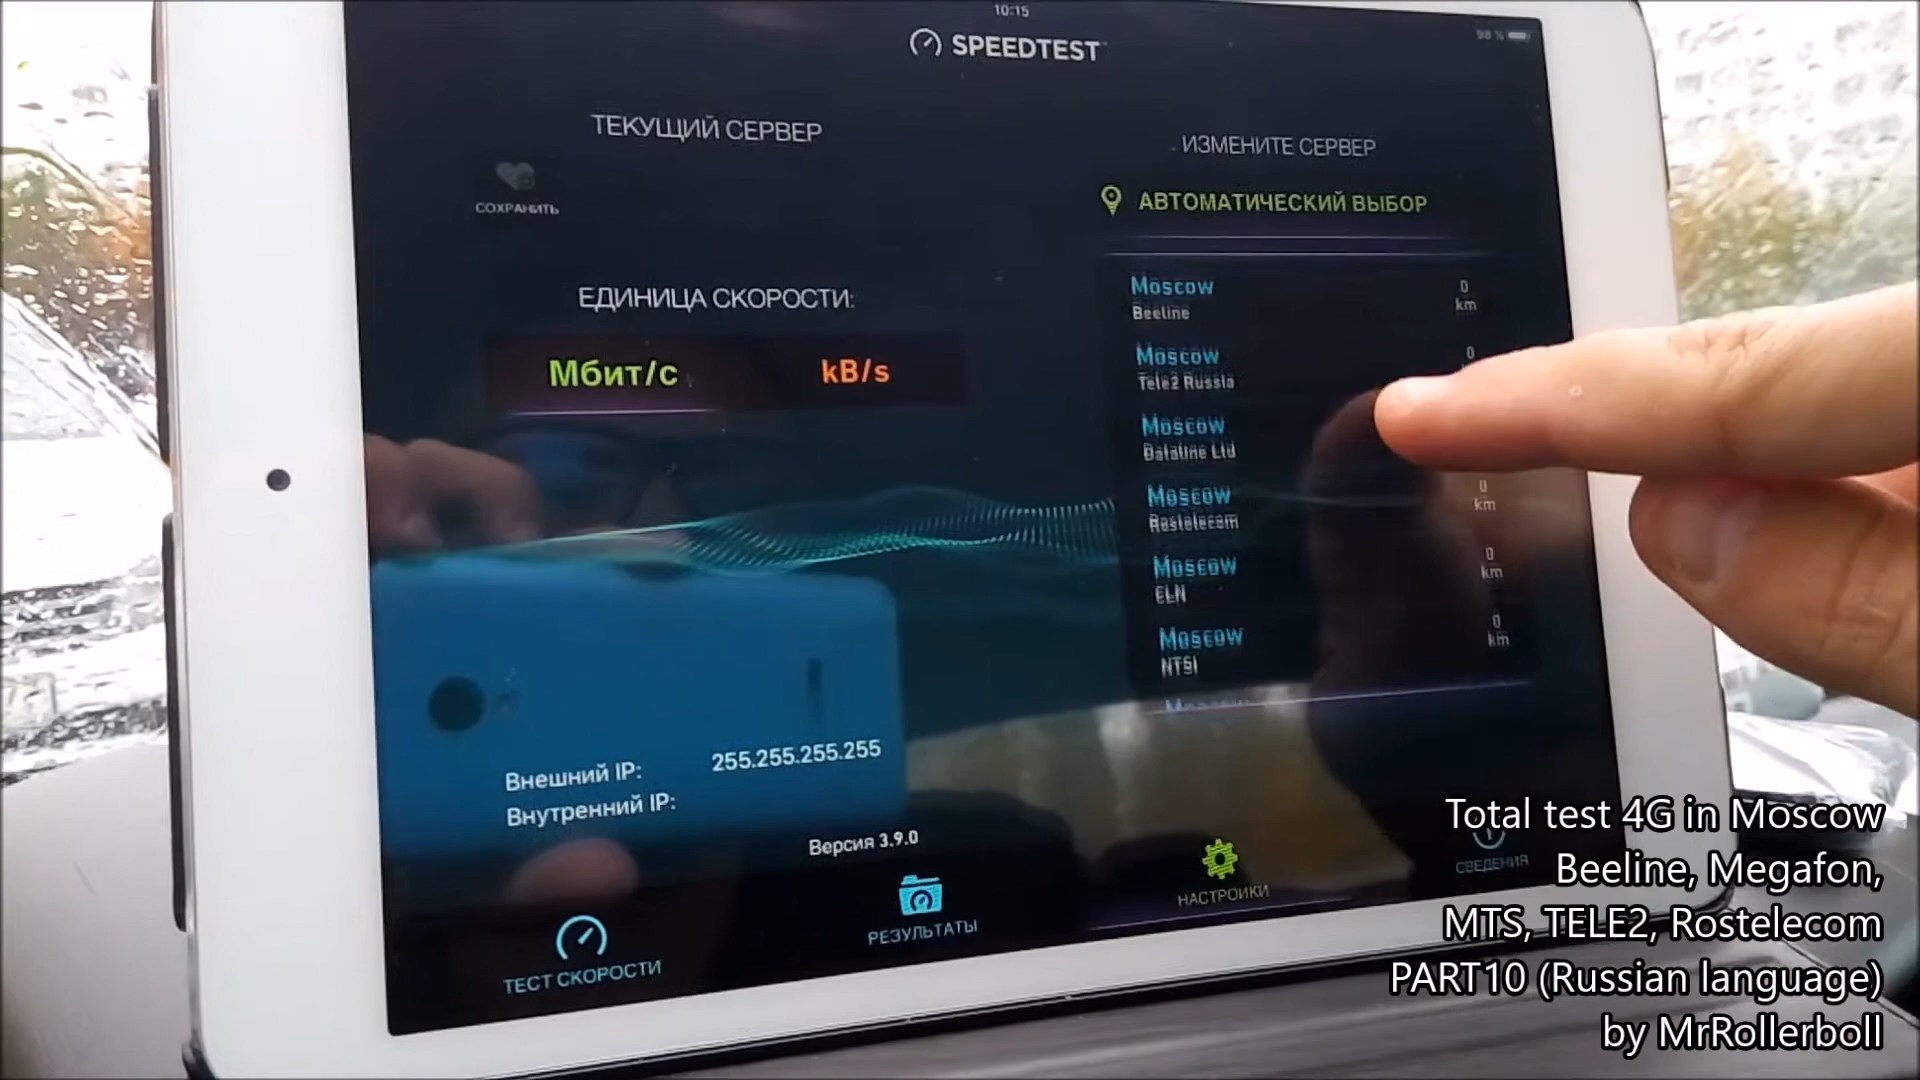 10:15
98 %
SPEEDTEST
ТЕКУЩИЙ СЕРВЕР
СОХРАНИТЬ
ЕДИНИЦА СКОРОСТИ:
Мбит/с
kB/s
ИЗМЕНИТЕ СЕРВЕР
АВТОМАТИЧЕСКИЙ ВЫБОР
Moscow
Beeline
0
km
Moscow
Tele2 Russia
0
Moscow
Dataline Ltd
Moscow
Rostelecom
0
km
Moscow
CLN
0
km
Moscow
NTSI
0
km
Moscow
Внешний IP: 255.255.255.255
Внутренний IP:
Версия 3.9.0
ТЕСТ СКОРОСТИ
РЕЗУЛЬТАТЫ
НАСТРОЙКИ
СВЕДЕНИЯ
Total test 4G in Moscow
Beeline, Megafon,
MTS, TELE2, Rostelecom
PART10 (Russian language)
by MrRollerboll